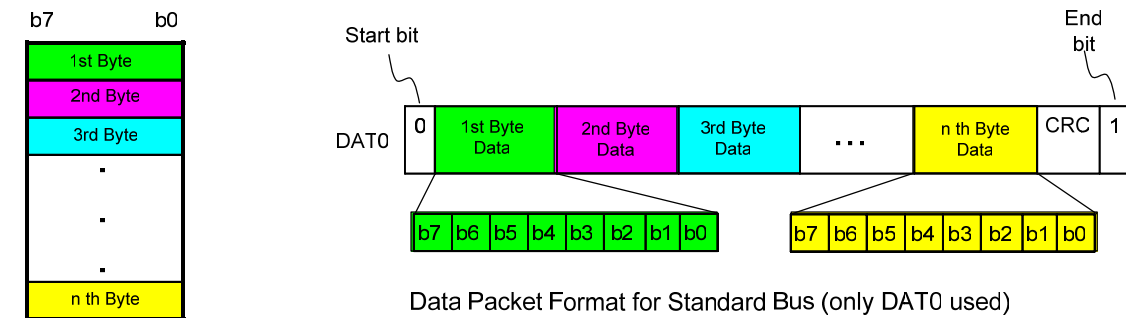 b7 b0
1st Byte
2nd Byte
3rd Byte
.
.
.
n th Byte
Start bit
End
bit
DAT0 0 1st Byte Data 2nd Byte Data 3rd Byte Data ... n th Byte Data CRC 1
b7 b6 b5 b4 b3 b2 b1 b0
b7 b6 b5 b4 b3 b2 b1 b0
Data Packet Format for Standard Bus (only DAT0 used)